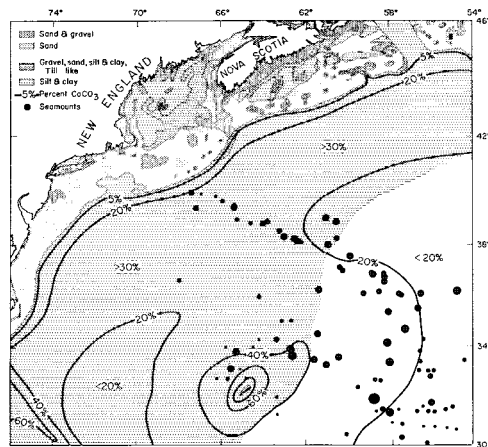 74° 70° 66° 62° 58° 54°
46°
42°
38°
34°
30°
Sand & gravel
Sand
Gravel, sand, silt & clay,
Till like
Silt & clay
—5%— Percent CaCO3
Seamounts
NEW ENGLAND
NOVA SCOTIA
5%
20%
>30%
5%
20%
>30%
20%
<20%
20%
<20%
40%
60%
40%
60%